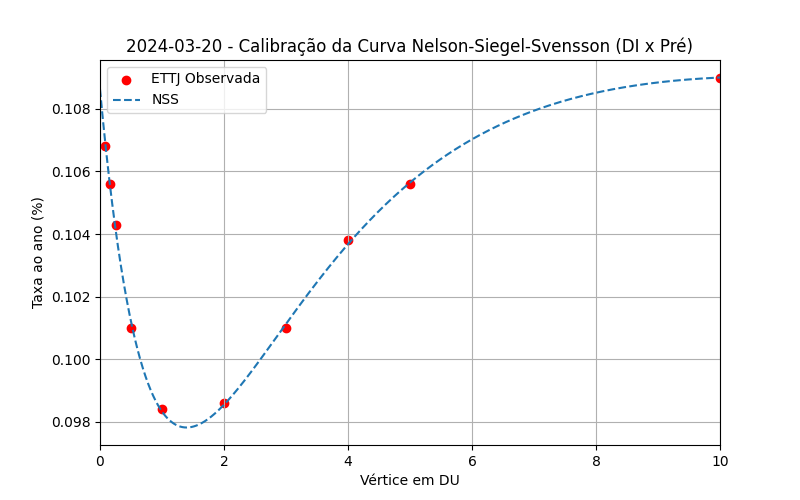 2024-03-20 - Calibração da Curva Nelson-Siegel-Svensson (DI x Pré)
ETTJ Observada
NSS
Taxa ao ano (%)
0.108
0.106
0.104
0.102
0.100
0.098
0 2 4 6 8 10
Vértice em DU